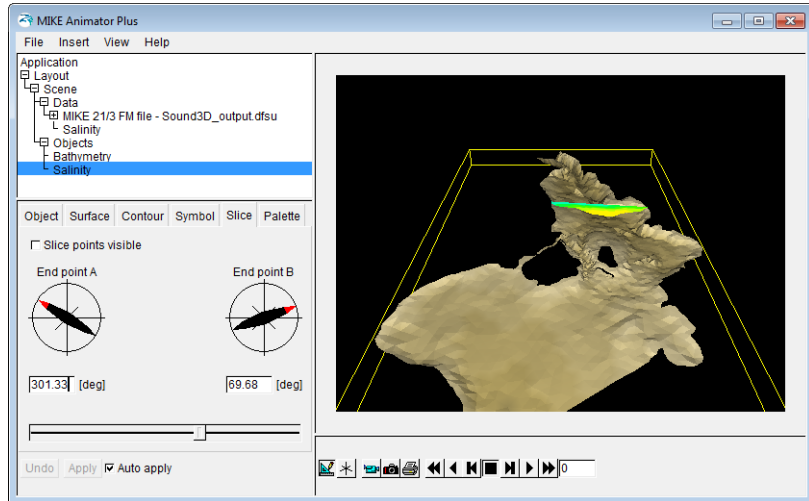 MIKE Animator Plus
File Insert View Help
Application
Layout
Scene
Data
MIKE 21/3 FM file - Sound3D_output.dfsu
Salinity
Objects
Bathymetry
Salinity
Object Surface Contour Symbol Slice Palette
Slice points visible
End point A End point B
301.33 [deg] 69.68 [deg]
Undo Apply Auto apply
0